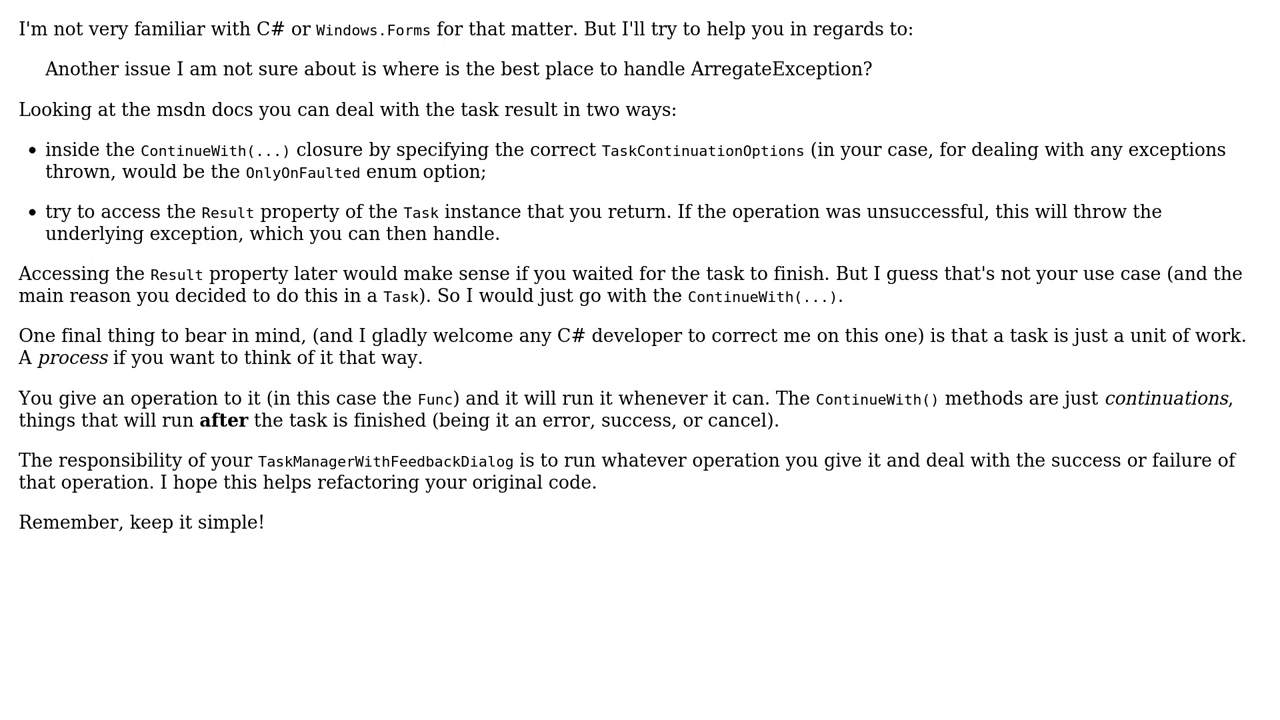 I'm not very familiar with C# or Windows.Forms for that matter. But I'll try to help you in regards to:
Another issue I am not sure about is where is the best place to handle ArregateException?
Looking at the msdn docs you can deal with the task result in two ways:
• inside the ContinueWith(...) closure by specifying the correct TaskContinuationOptions (in your case, for dealing with any exceptions
thrown, would be the OnlyOnFaulted enum option;
• try to access the Result property of the Task instance that you return. If the operation was unsuccessful, this will throw the
underlying exception, which you can then handle.
Accessing the Result property later would make sense if you waited for the task to finish. But I guess that's not your use case (and the
main reason you decided to do this in a Task). So I would just go with the ContinueWith(...).
One final thing to bear in mind, (and I gladly welcome any C# developer to correct me on this one) is that a task is just a unit of work.
A process if you want to think of it that way.
You give an operation to it (in this case the Func) and it will run it whenever it can. The ContinueWith() methods are just continuations,
things that will run after the task is finished (being it an error, success, or cancel).
The responsibility of your TaskManagerWithFeedbackDialog is to run whatever operation you give it and deal with the success or failure of
that operation. I hope this helps refactoring your original code.
Remember, keep it simple!